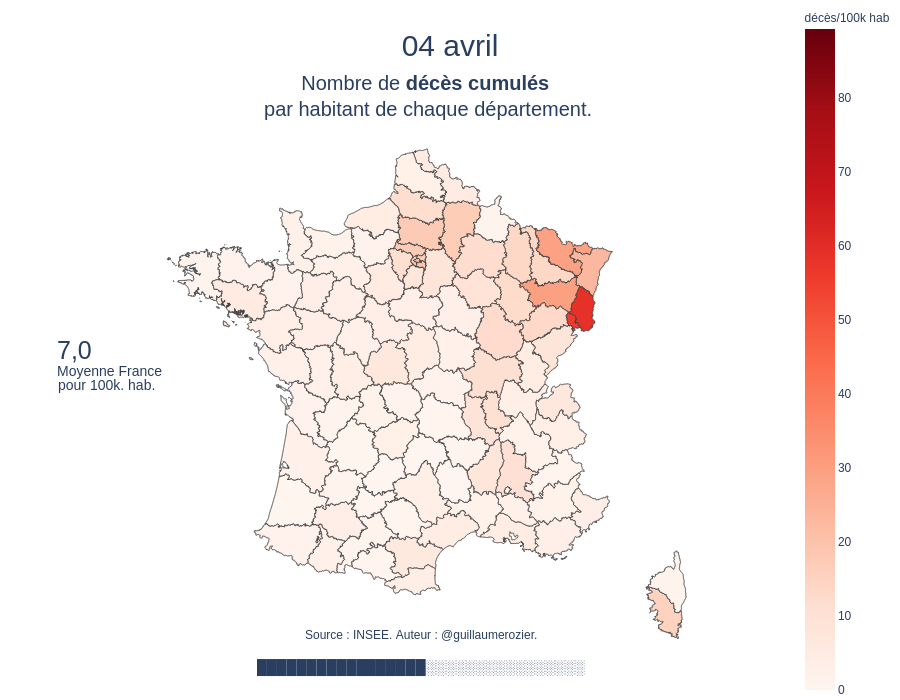 décès/100k hab
04 avril
Nombre de décès cumulés
par habitant de chaque département.
80
70
60
50
40
30
20
10
0
7,0
Moyenne France
pour 100k. hab.
Source : INSEE. Auteur : @guillaumerozier.